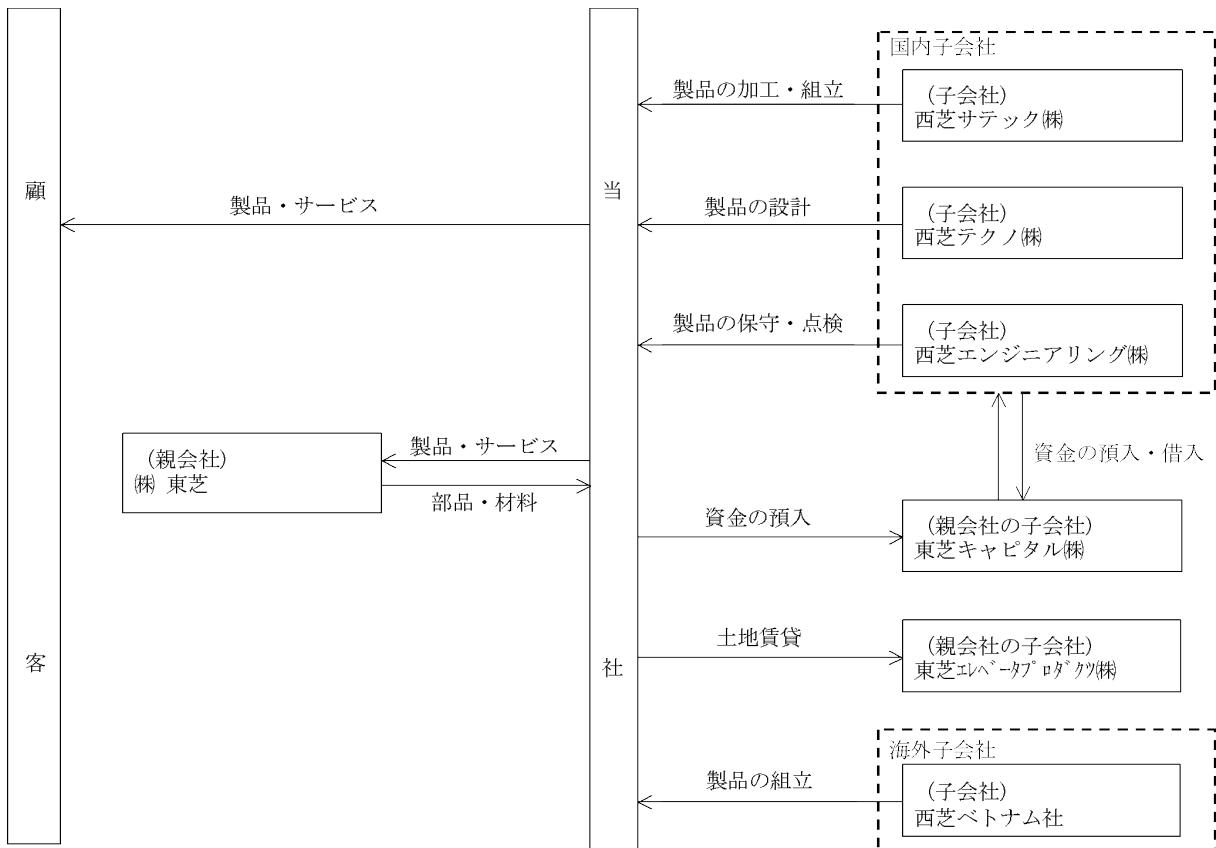 国内子会社
製品の加工・組立
(子会社)
西芝サテック㈱
顧
当
製品・サービス
製品の設計
(子会社)
西芝テクノ㈱
製品の保守・点検
(子会社)
西芝エンジニアリング㈱
製品・サービス
(親会社)
㈱ 東芝
部品・材料
資金の預入・借入
資金の預入
(親会社の子会社)
東芝キャピタル㈱
土地賃貸
(親会社の子会社)
東芝ｴﾚﾍﾞｰﾀﾌﾟﾛﾀﾞｸﾂ㈱
客
社
海外子会社
製品の組立
(子会社)
西芝ベトナム社